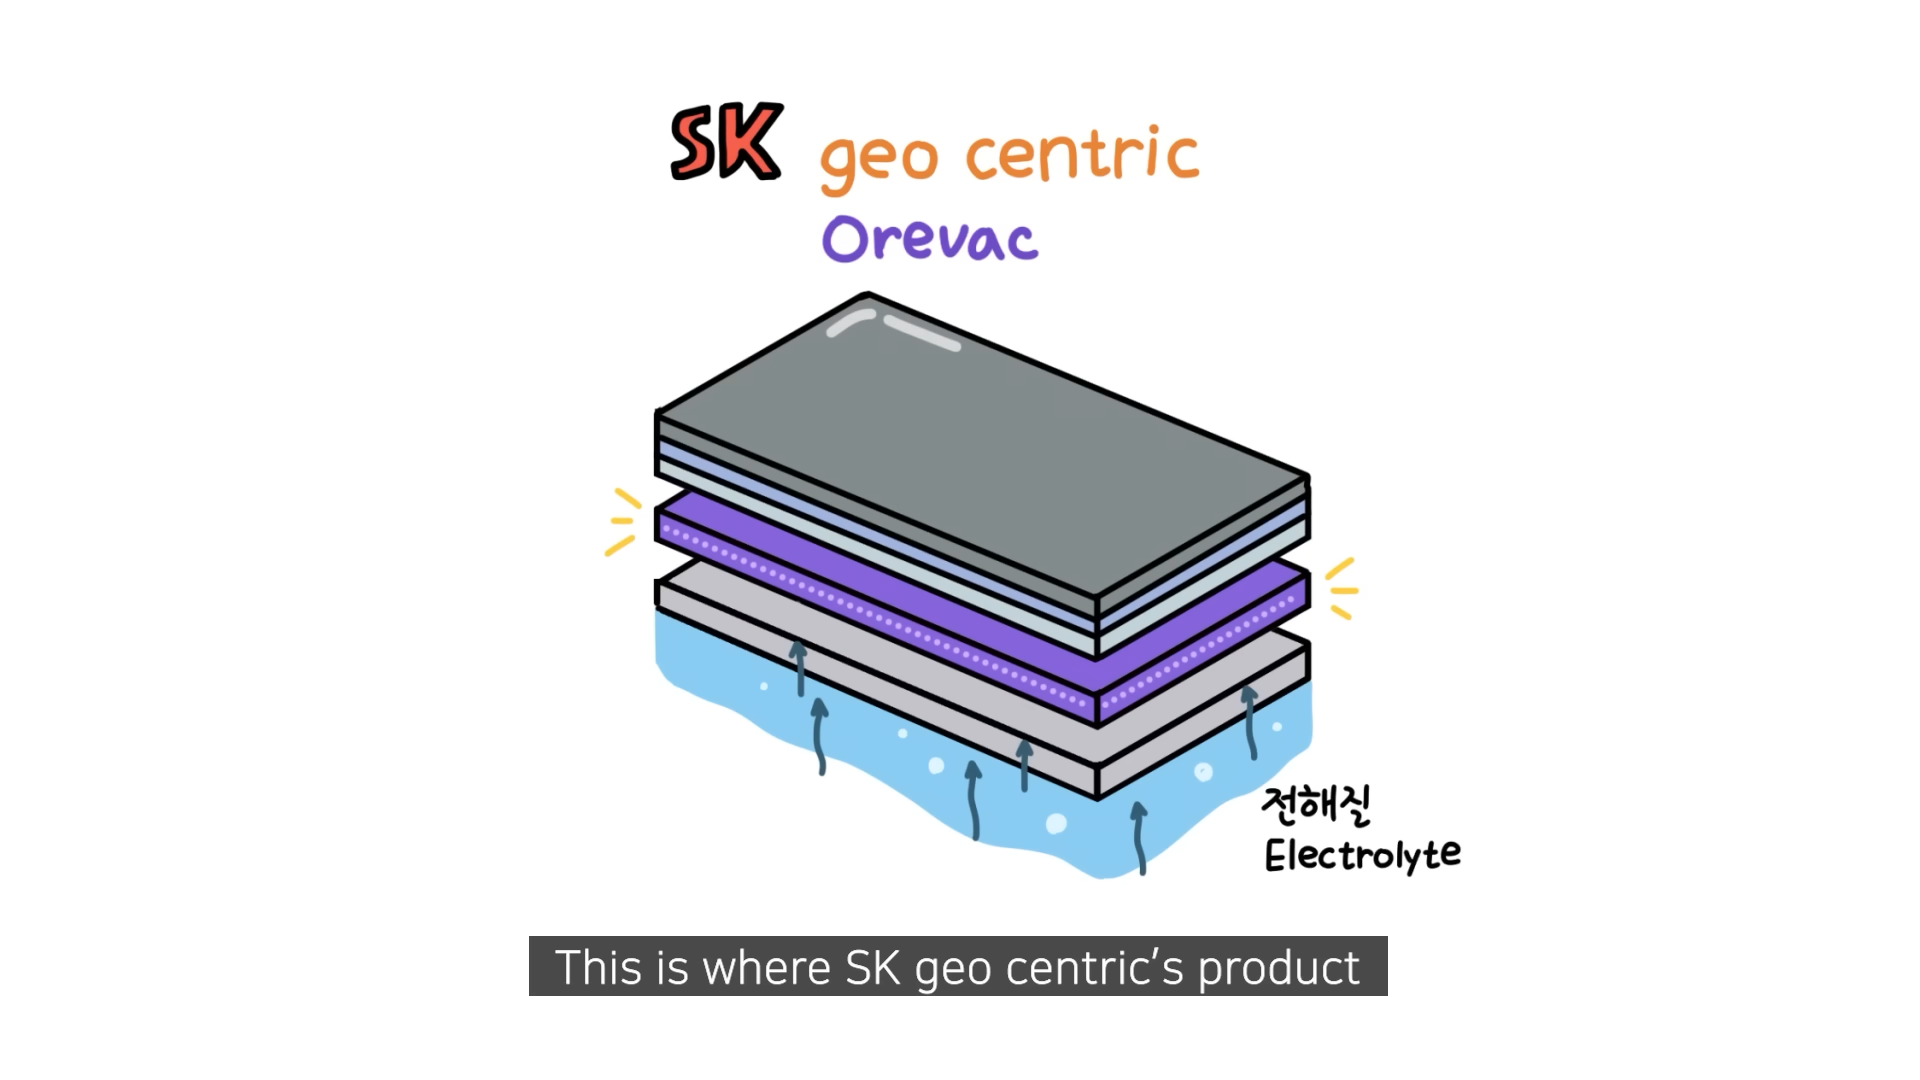 SK geo centric
Orevac
전해질
Electrolyte
This is where SK geo centric’s product